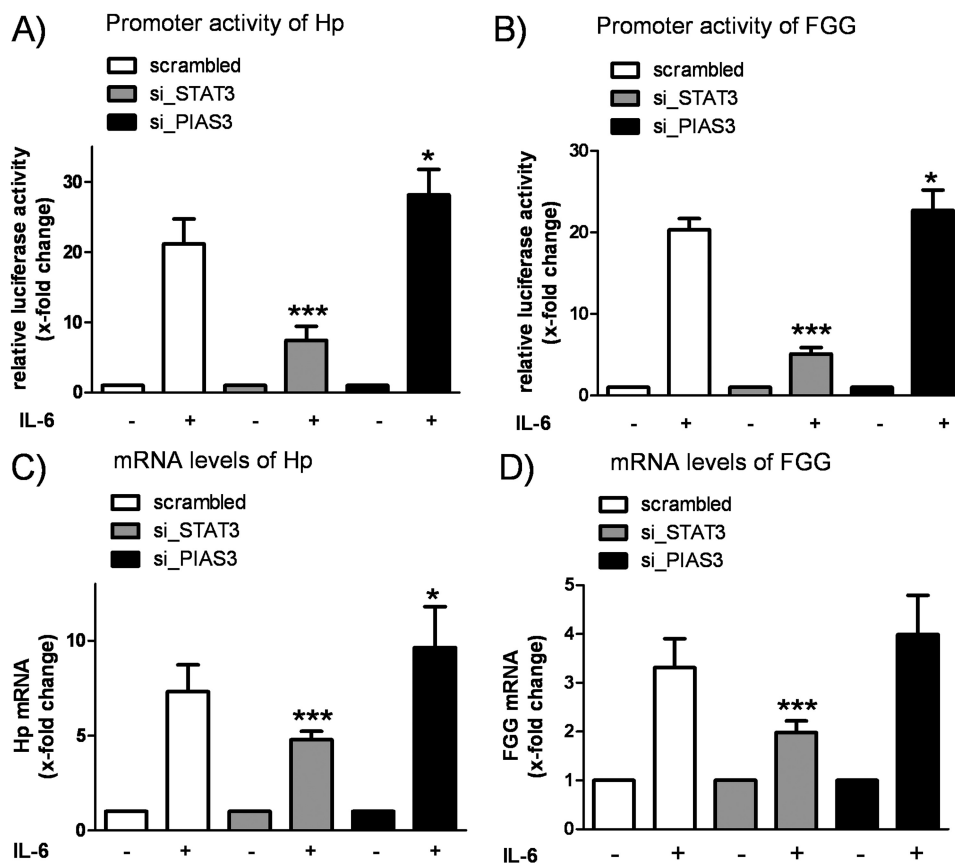 A) Promoter activity of Hp
scrambled
si_STAT3
si_PIAS3
relative luciferase activity
(x-fold change)
30
20
10
0
***
*
IL-6 - + - + - +
B) Promoter activity of FGG
scrambled
si_STAT3
si_PIAS3
relative luciferase activity
(x-fold change)
30
20
10
0
***
*
IL-6 - + - + - +
C) mRNA levels of Hp
scrambled
si_STAT3
si_PIAS3
Hp mRNA
(x-fold change)
10
5
0
***
*
IL-6 - + - + - +
D) mRNA levels of FGG
scrambled
si_STAT3
si_PIAS3
FGG mRNA
(x-fold change)
5
4
3
2
1
0
***
IL-6 - + - + - +